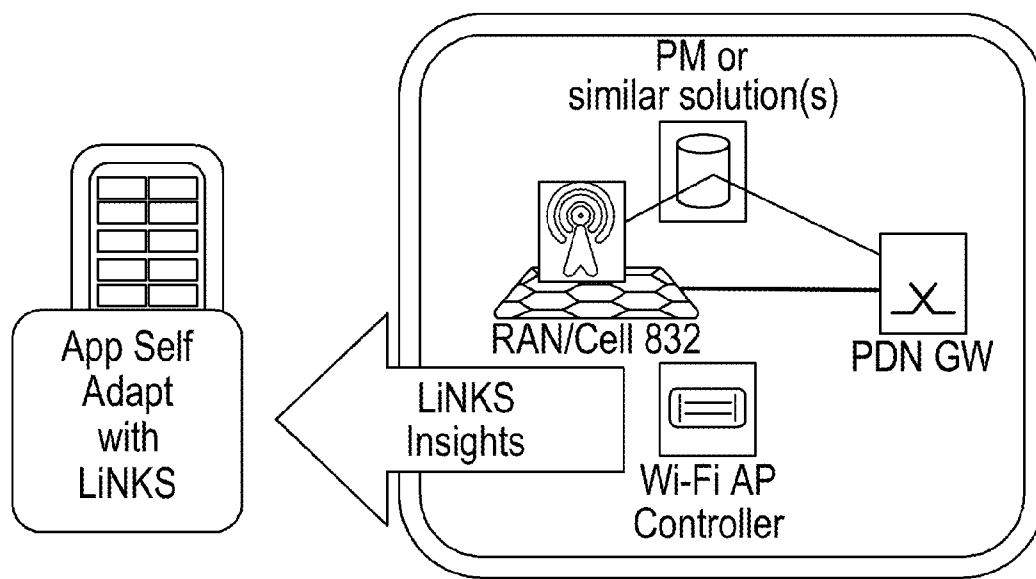 PM or
similar solution(s)
RAN/Cell 832
PDN GW
App Self
Adapt
with
LiNKS
LiNKS
Insights
Wi-Fi AP
Controller